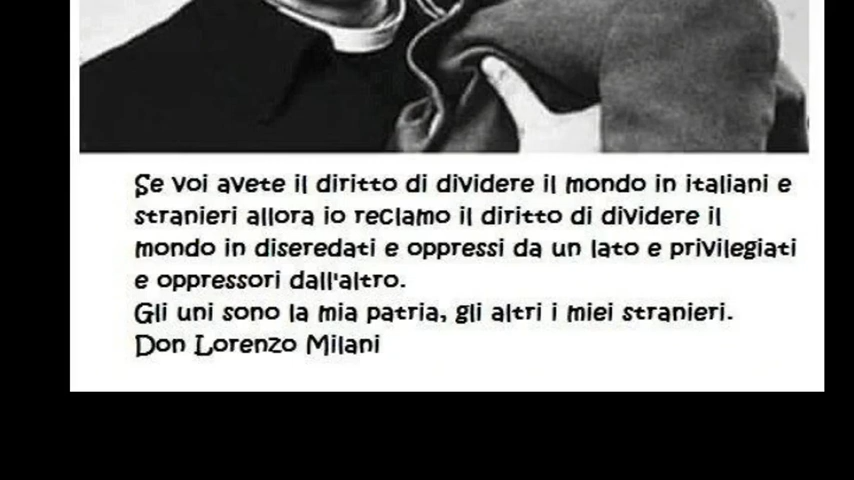 Se voi avete il diritto di dividere il mondo in italiani e
stranieri allora io reclamo il diritto di dividere il
mondo in diseredati e oppressi da un lato e privilegiati
e oppressori dall'altro.
Gli uni sono la mia patria, gli altri i miei stranieri.
Don Lorenzo Milani